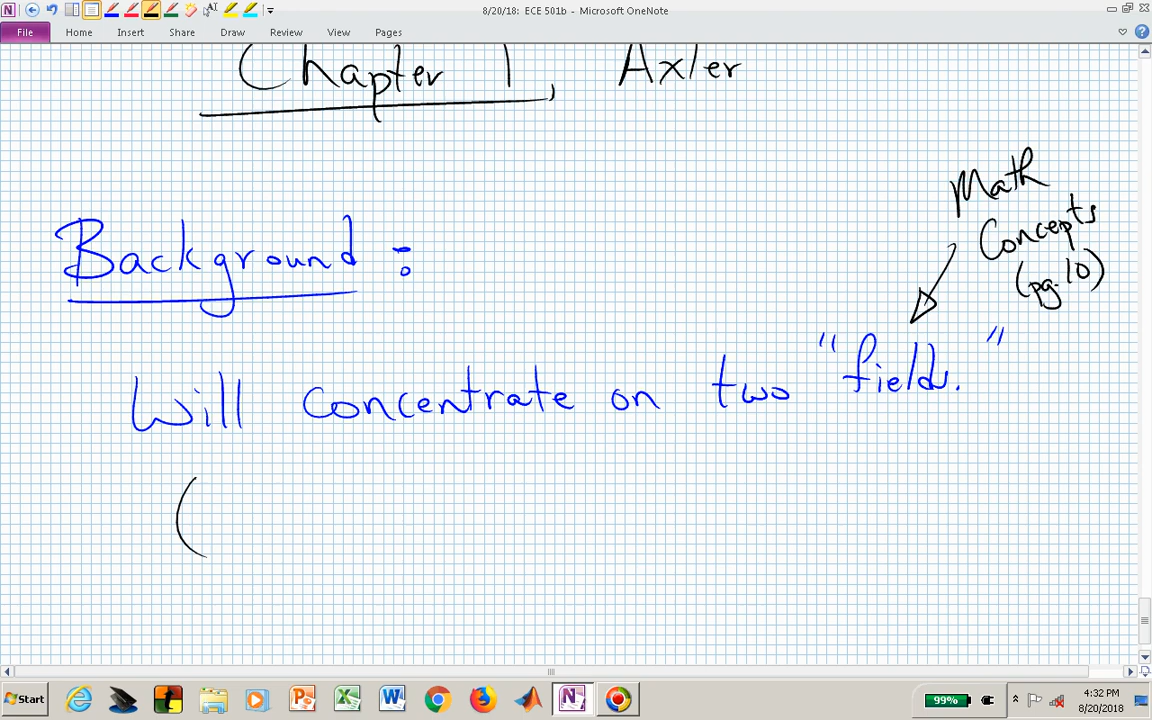 8/20/18: ECE 501b - Microsoft OneNote
File Home Insert Share Draw Review View Pages
Chapter 1, Axler
Math
Concepts
(pg. 10)
Background:
Will concentrate on two "fields."
(
Start
99%
4:32 PM
8/20/2018